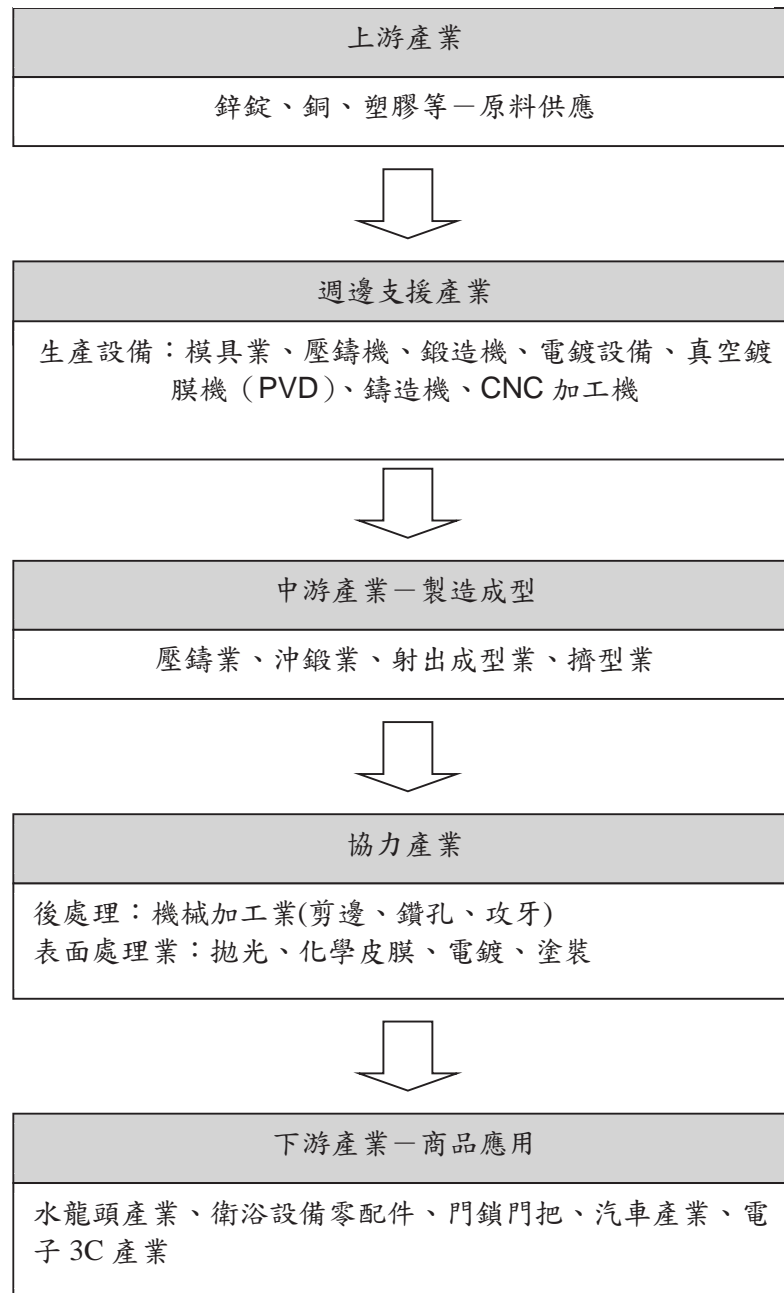 上游產業
鋅錠、銅、塑膠等－原料供應
週邊支援產業
生產設備：模具業、壓鑄機、鍛造機、電鍍設備、真空鍍
膜機（PVD）、鑄造機、CNC 加工機
中游產業－製造成型
壓鑄業、沖鍛業、射出成型業、擠型業
協力產業
後處理：機械加工業(剪邊、鑽孔、攻牙)
表面處理業：拋光、化學皮膜、電鍍、塗裝
下游產業－商品應用
水龍頭產業、衛浴設備零配件、門鎖門把、汽車產業、電
子 3C 產業